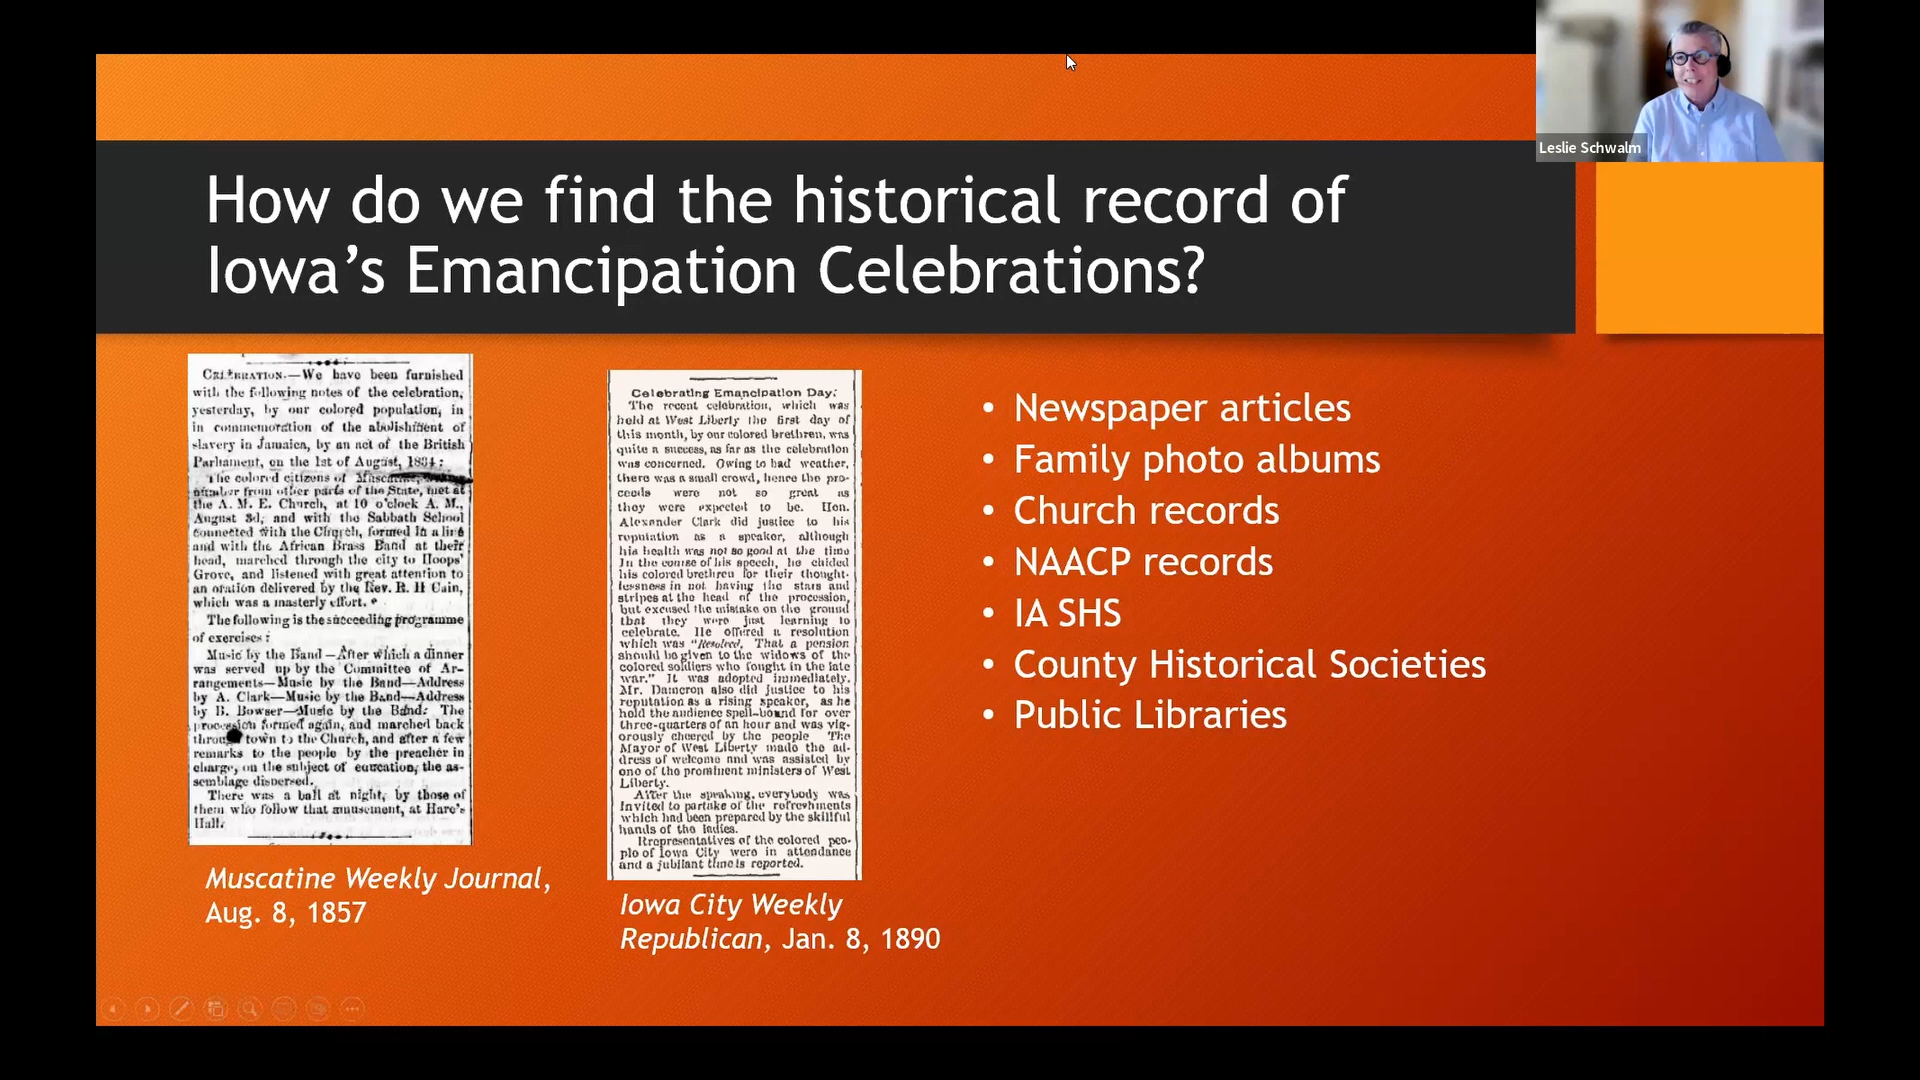 Leslie Schwalm
How do we find the historical record of
Iowa’s Emancipation Celebrations?
CELEBRATION.—We have been furnished
with the following notes of the celebration,
yesterday, by our colored population, in
in commemoration of the abolishment of
slavery in Jamaica, by an act of the British
Parliament, on the 1st of August, 1834:
The colored citizens of
number from other parts of the State, met at
the A. M. E. Church, at 10 o'clock A. M.,
August 3d, and with the Sabbath School
connected with the Church, formed in a line
and with the African Brass Band at their
head, marched through the city to Hoops'
Grove, and listened with great attention to
an oration delivered by the Rev. R. H Cain,
which was a masterly effort.
The following is the succeeding programme
of exercises:
Music by the Band—After which a dinner
was served up by the Committee of Ar-
rangements—Music by the Band—Address
by A. Clark—Music by the Band—Address
by B. Bowser—Music by the Band: The
procession formed again, and marched back
town to the Church, and after a few
remarks to the people by the preacher in
charge, on the subject of education, the as-
semblage dispersed.
There was a ball at night, by those of
them who follow that amusement, at Hare's
Hall.
Muscatine Weekly Journal,
Aug. 8, 1857
Celebrating Emancipation Day.
The recent celebration, which was
held at West Liberty the first day of
this month, by our colored brethren, was
quite a success, as far as the celebration
was concerned. Owing to bad weather,
there was a small crowd, hence the pro-
ceeds were not so great as
they were expected to be. Hon.
Alexander Clark did justice to his
reputation as a speaker, although
his health was not so good at the time
In the course of his speech, he chided
his colored brethren for their thought-
lessness in not having the stars and
stripes at the head of the procession,
but excused the mistake on the ground
that they were just learning to
celebrate. He offered a resolution
which was "Resolved, That a pension
should be given to the widows of the
colored soldiers who fought in the late
war." It was adopted immediately.
Mr. Dameron also did justice to his
reputation as a rising speaker, as he
held the audience spell-bound for over
three-quarters of an hour and was vig-
orously cheered by the people The
Mayor of West Liberty made the ad-
dress of welcome and was assisted by
one of the prominent ministers of West
Liberty.
After the speaking, everybody was
invited to partake of the refreshments
which had been prepared by the skillful
hands of the ladies.
Representatives of the colored peo-
ple of Iowa City were in attendance
and a jubilant time is reported.
Iowa City Weekly
Republican, Jan. 8, 1890
• Newspaper articles
• Family photo albums
• Church records
• NAACP records
• IA SHS
• County Historical Societies
• Public Libraries